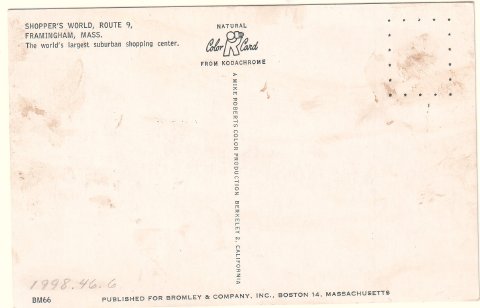 SHOPPER'S WORLD, ROUTE 9,
FRAMINGHAM, MASS.
The world's largest suburban shopping center.
NATURAL
Color Card
FROM KODACHROME
A MIKE ROBERTS COLOR PRODUCTION. BERKELEY 2, CALIFORNIA
1998.46.6
BM66
PUBLISHED FOR BROMLEY & COMPANY, INC., BOSTON 14, MASSACHUSETTS